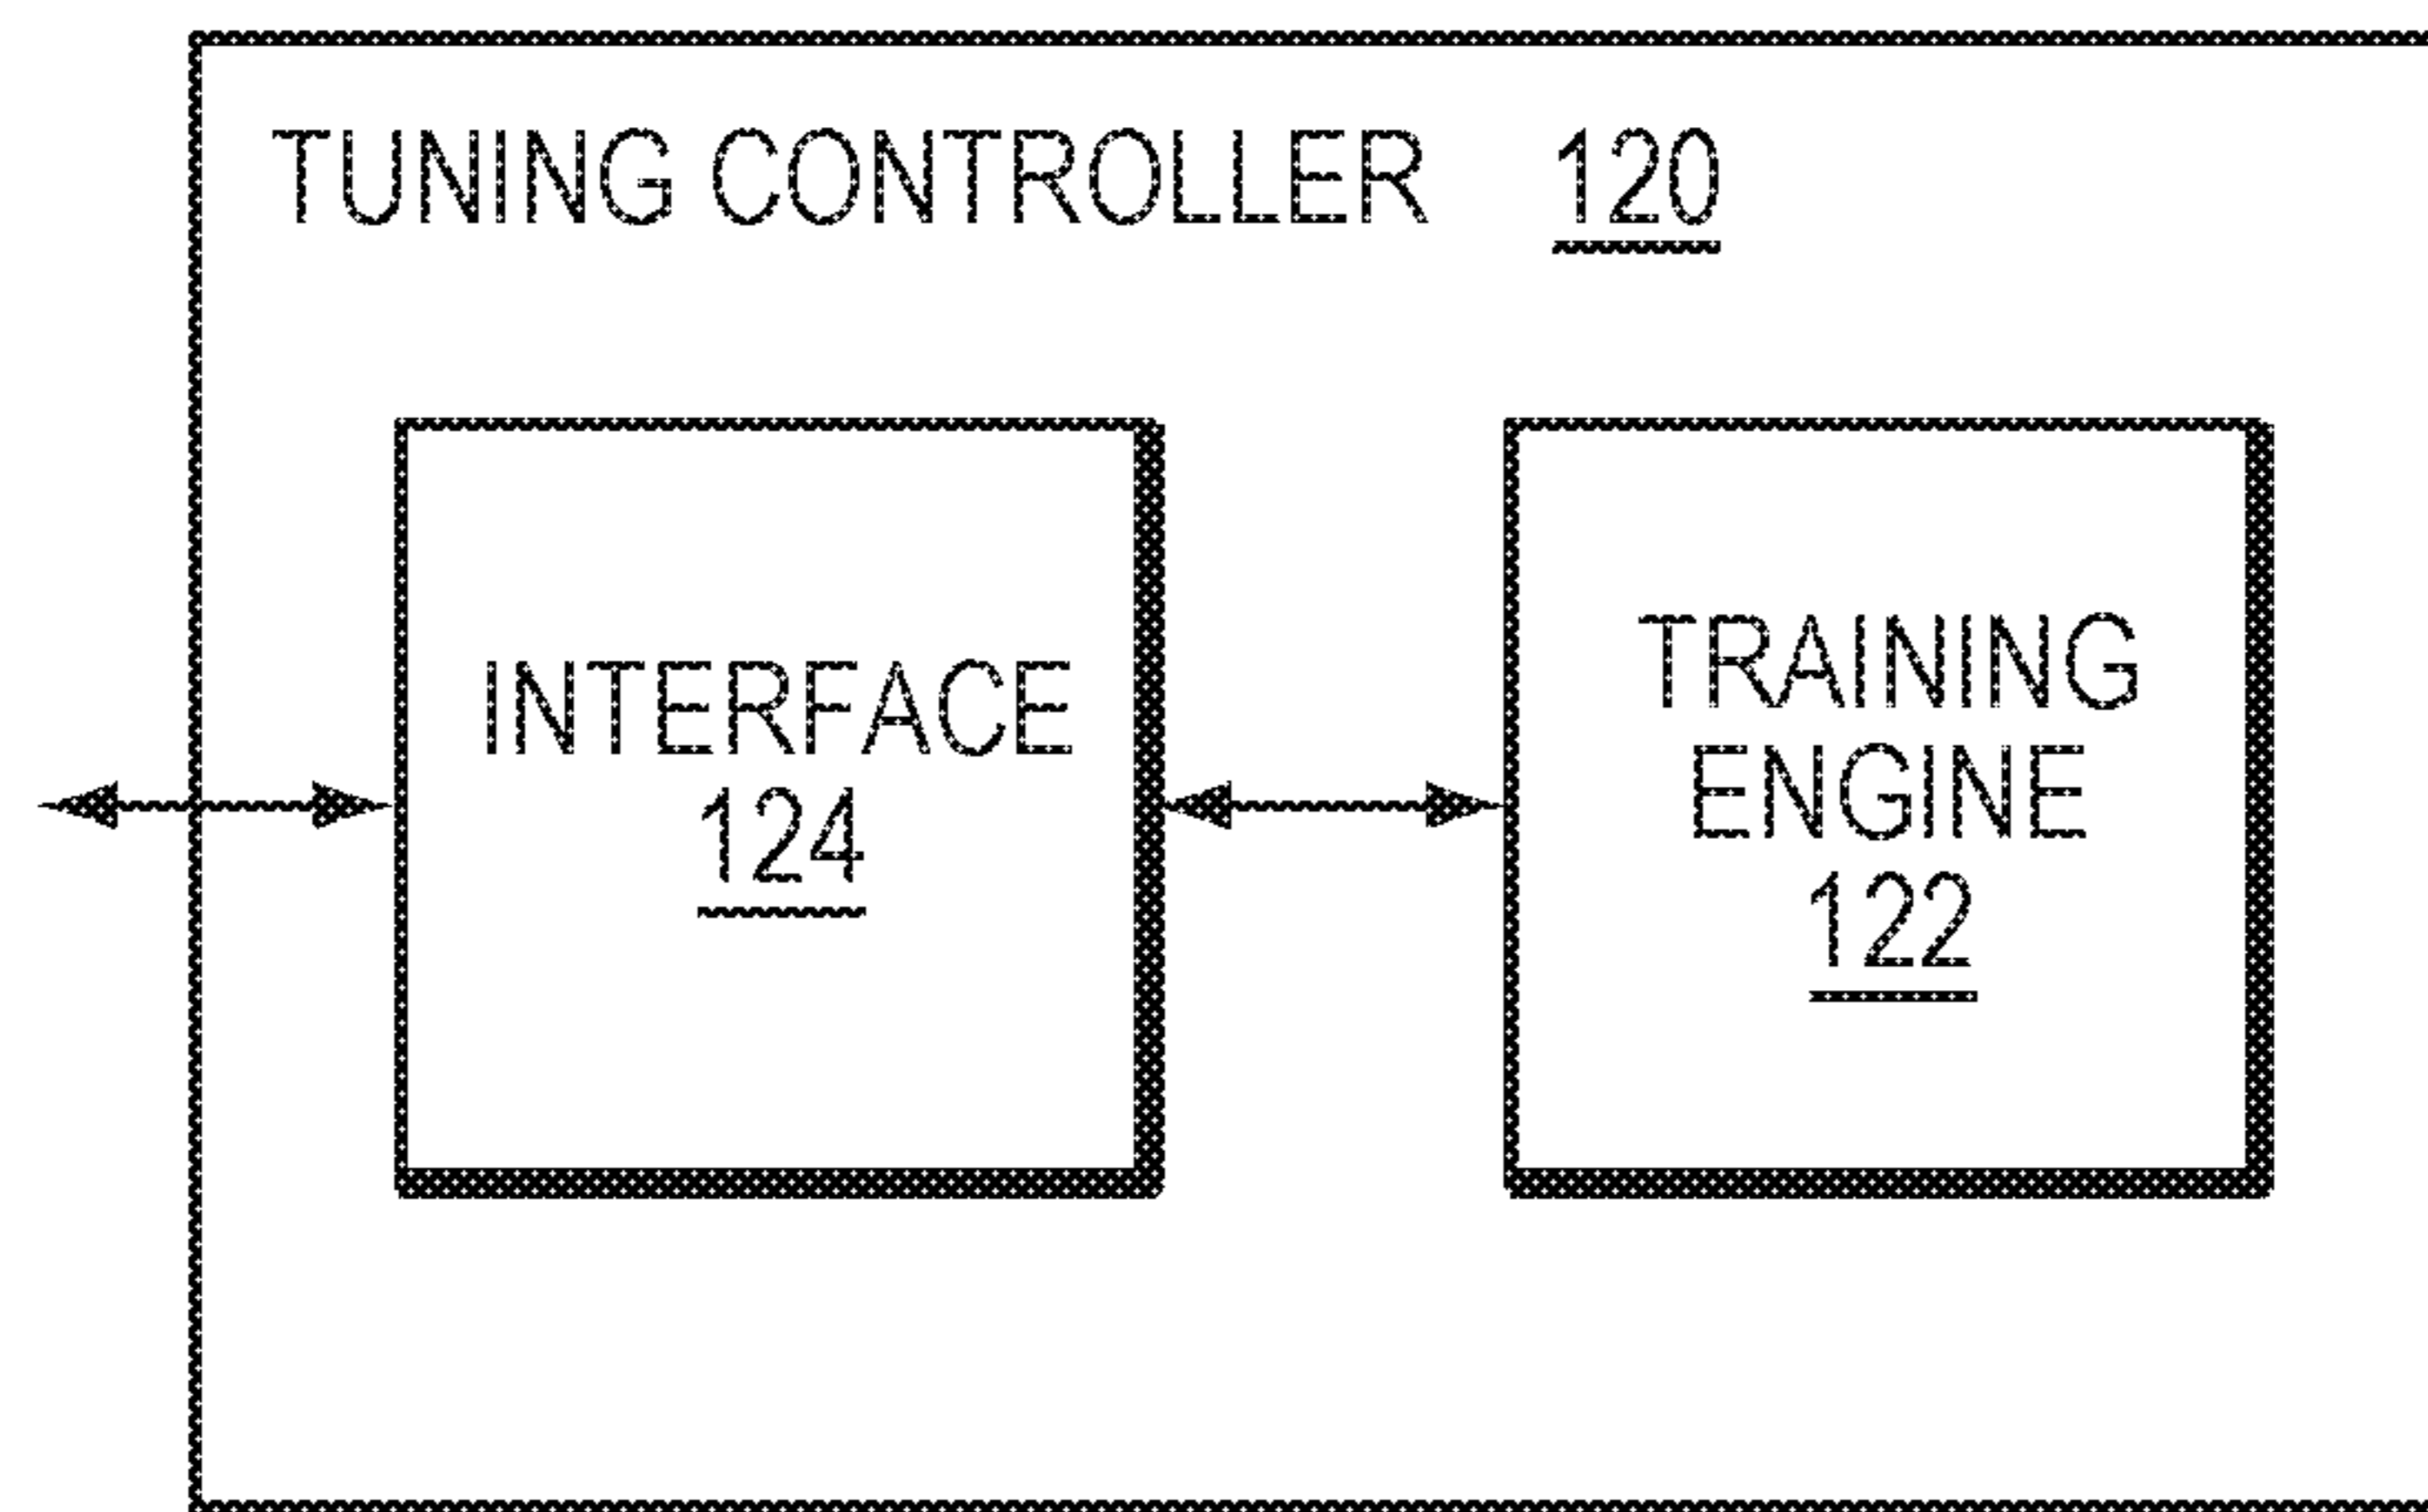 TUNING CONTROLLER 120
INTERFACE
124
TRAINING
ENGINE
122